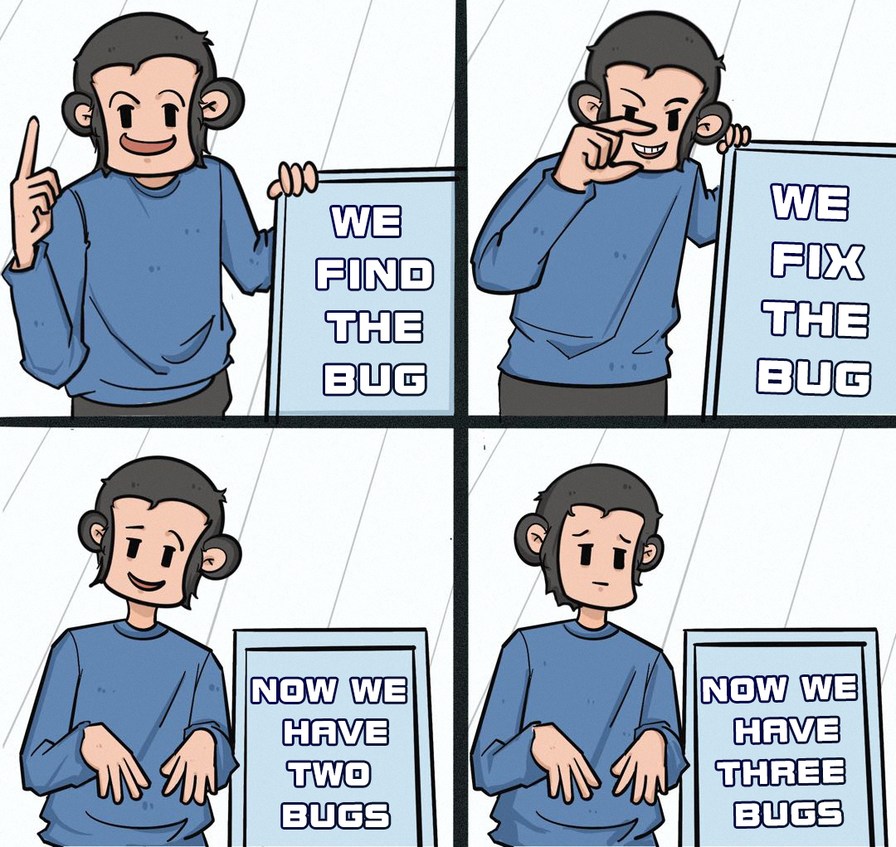 WE
FIND
THE
BUG
WE
FIX
THE
BUG
NOW WE
HAVE
TWO
BUGS
NOW WE
HAVE
THREE
BUGS